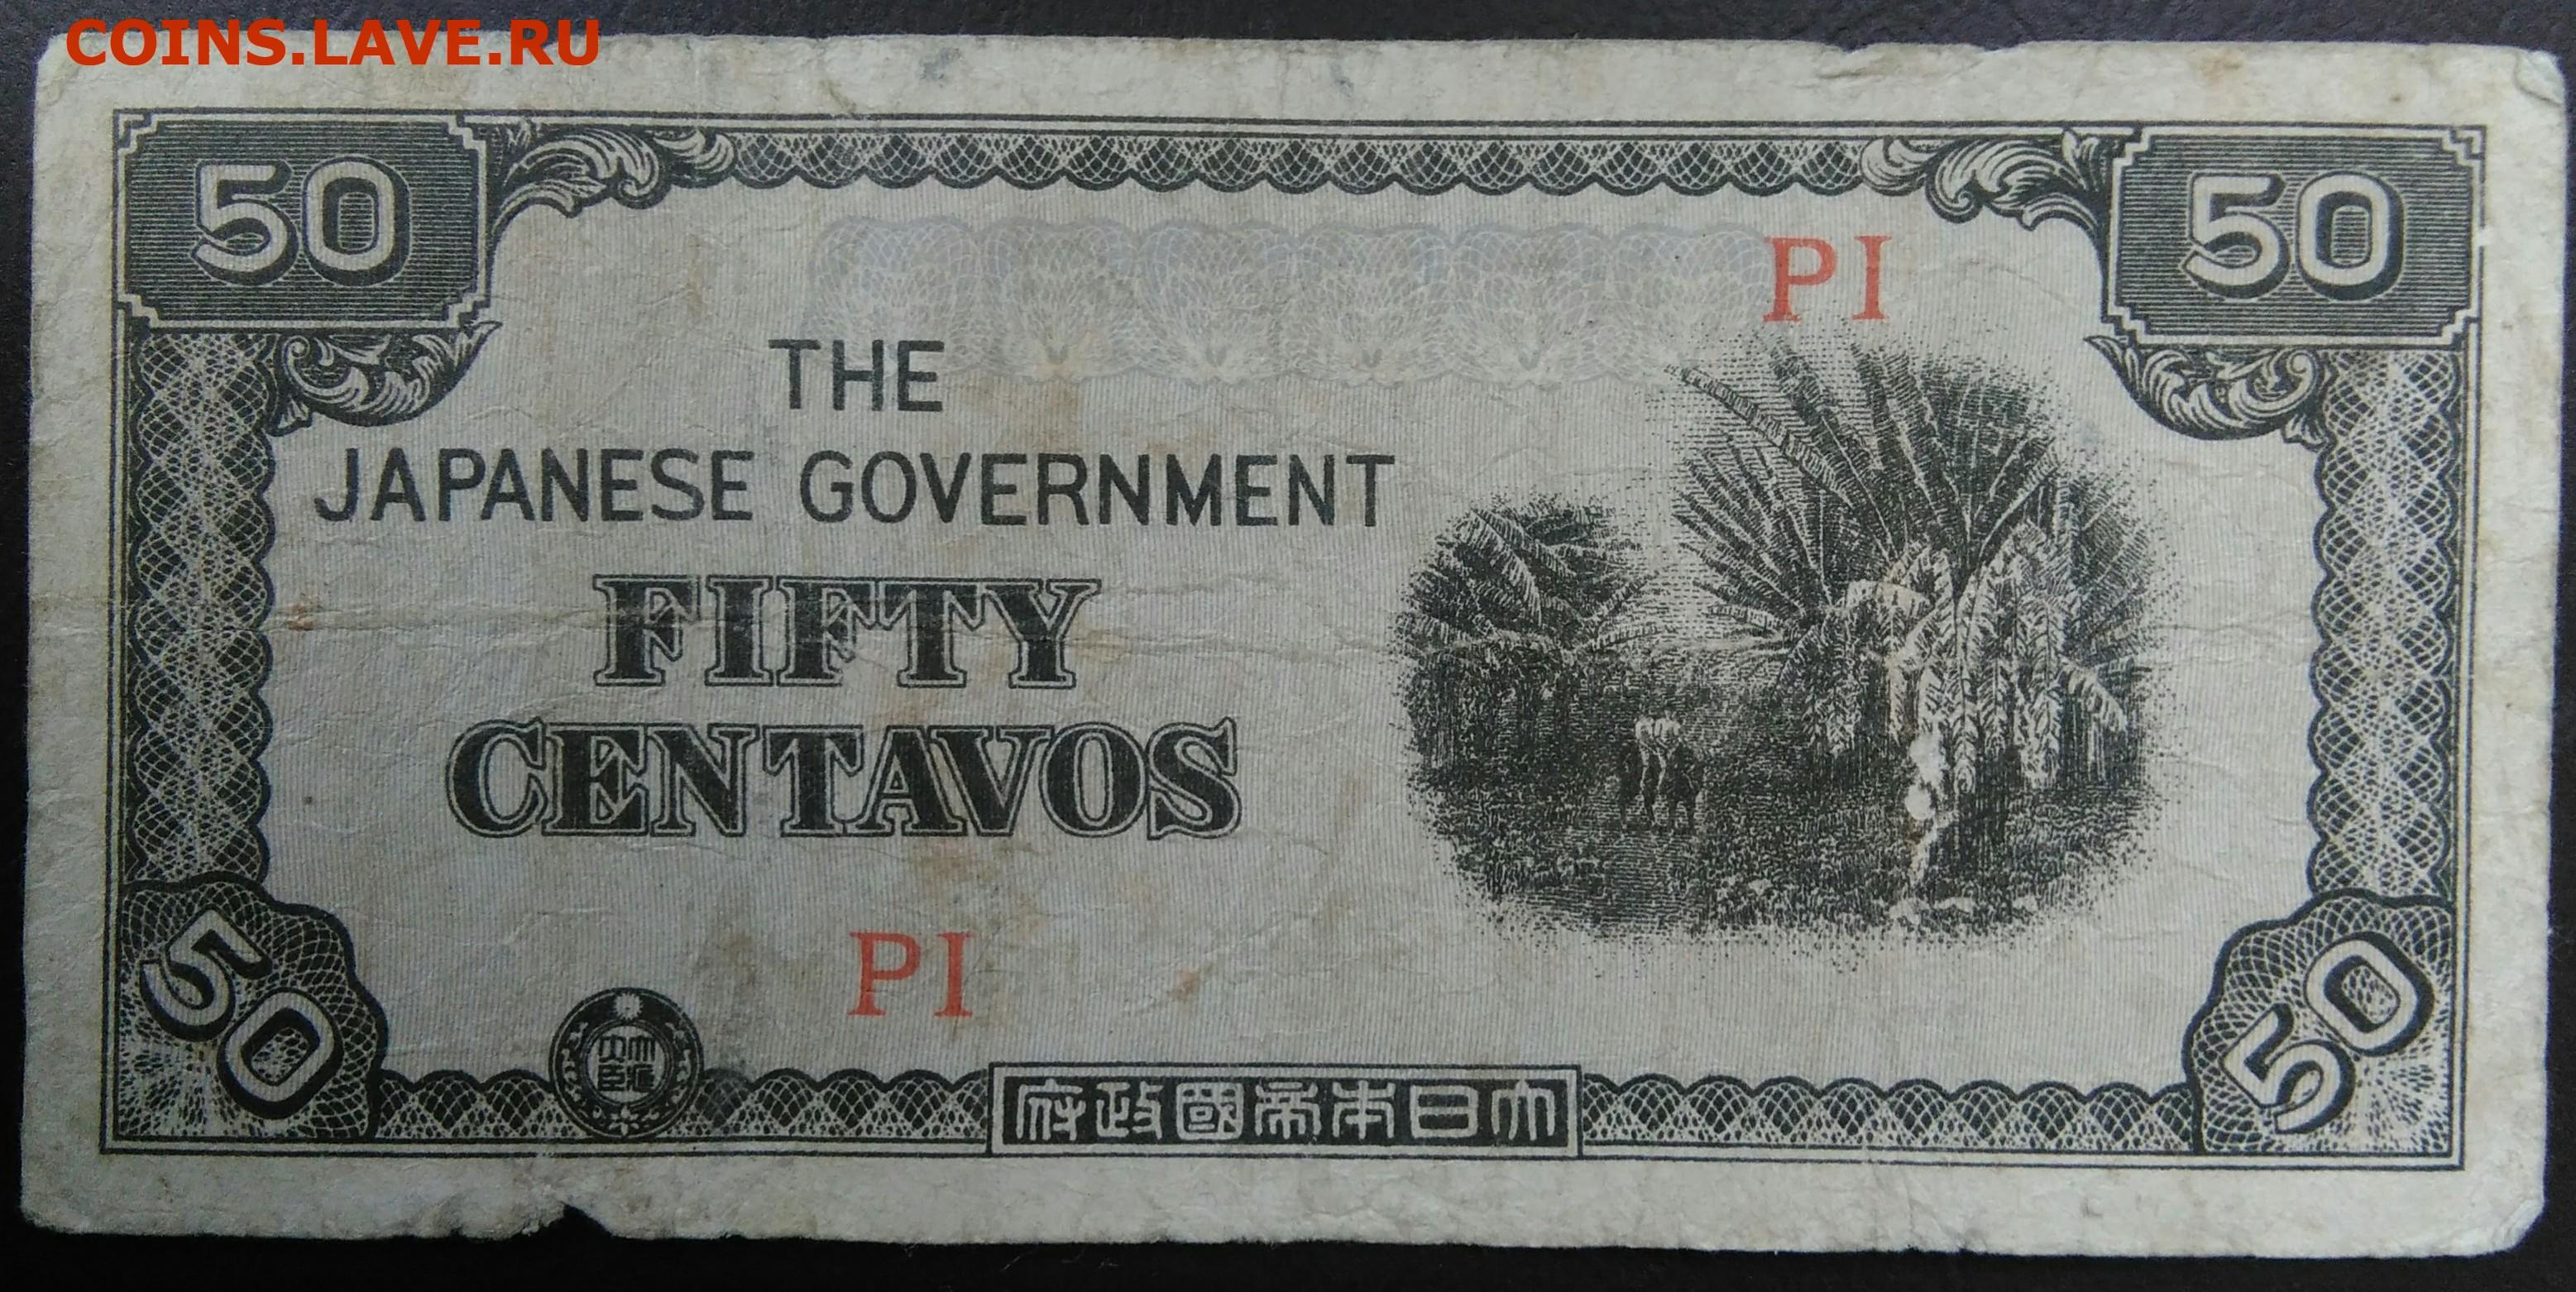 COINS.LAVE.RU
50
50
PI
THE
JAPANESE GOVERNMENT
FIFTY
CENTAVOS
PI
50
府政國帝本日大
50